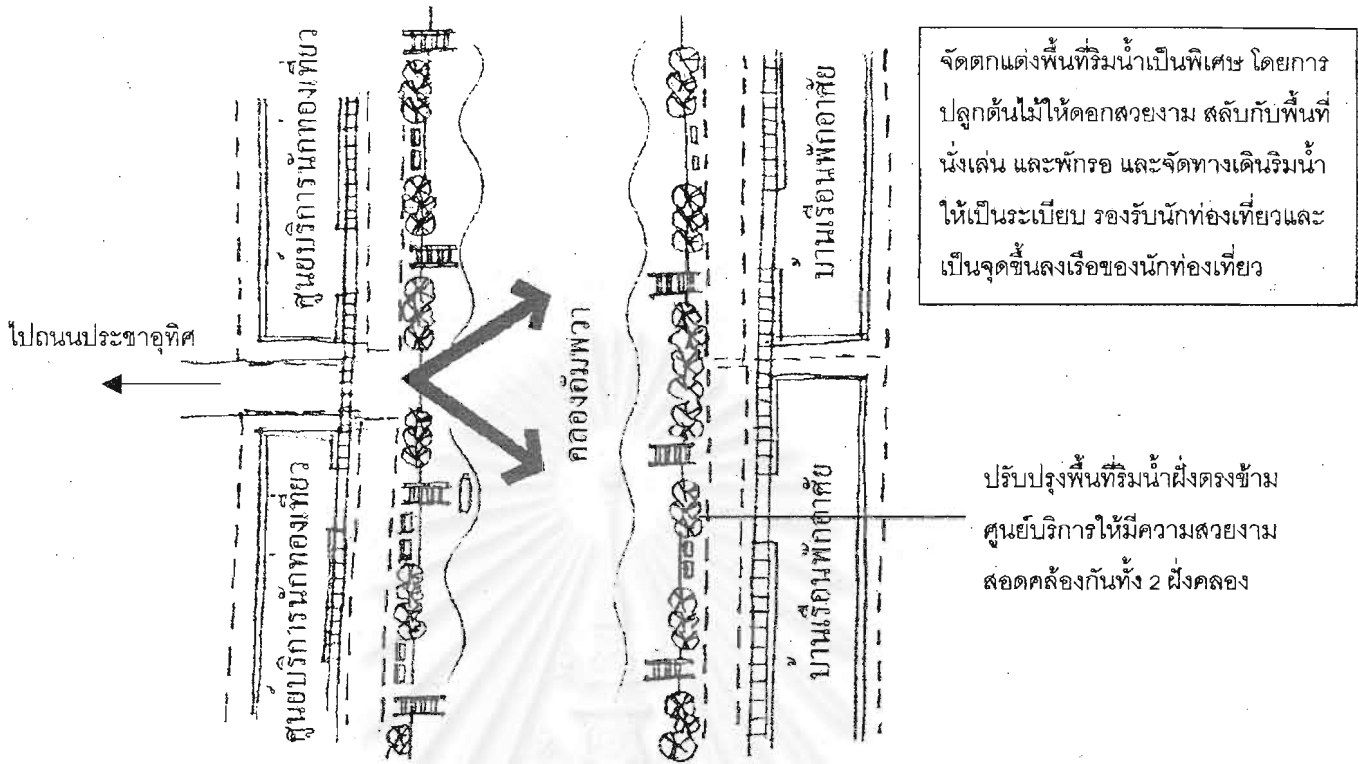 จัดตกแต่งพื้นที่ริมน้ำเป็นพิเศษ โดยการ
ปลูกต้นไม้ให้ดอกสวยงาม สลับกับพื้นที่
นั่งเล่น และพักรอ และจัดทางเดินริมน้ำ
ให้เป็นระเบียบ รองรับนักท่องเที่ยวและ
เป็นจุดขึ้นลงเรือของนักท่องเที่ยว
ศูนย์บริการนักท่องเที่ยว
บ้านเรือนพักอาศัย
ไปถนนประชาอุทิศ
คลองอัมพวา
ศูนย์บริการนักท่องเที่ยว
บ้านเรือนพักอาศัย
ปรับปรุงพื้นที่ริมน้ำฝั่งตรงข้าม
ศูนย์บริการให้มีความสวยงาม
สอดคล้องกันทั้ง 2 ฝั่งคลอง